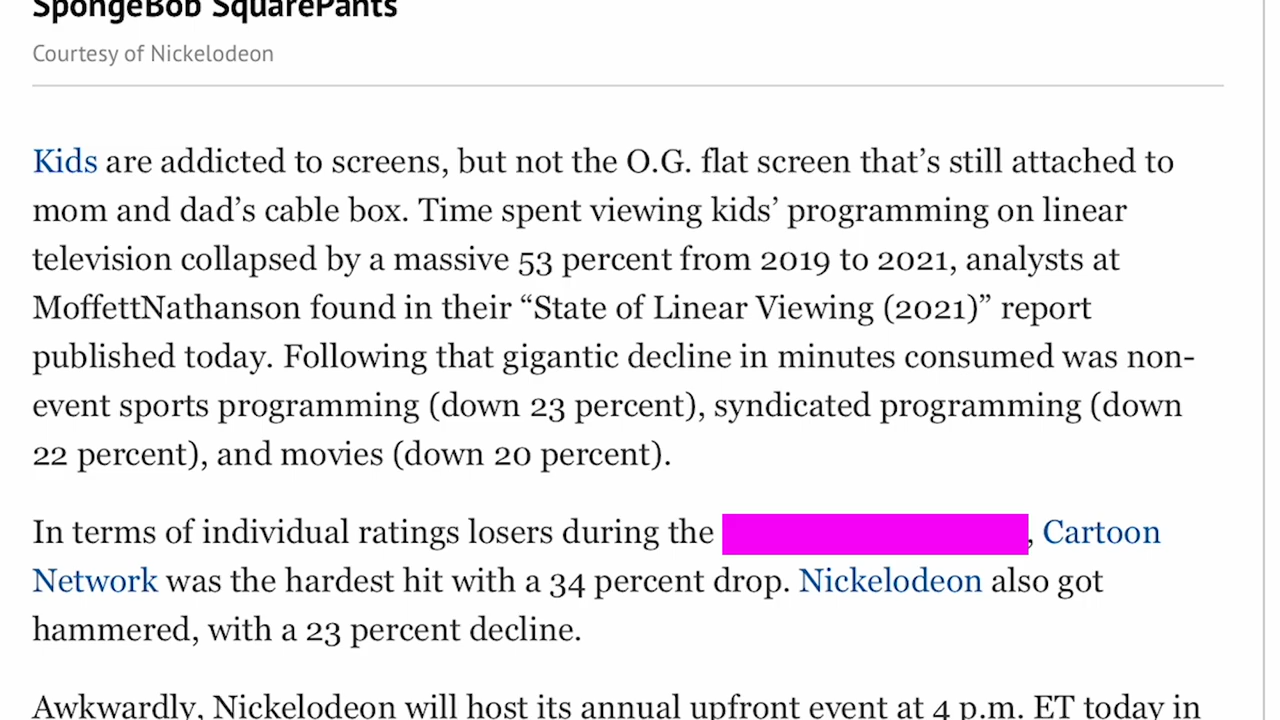 SpongeBob SquarePants
Courtesy of Nickelodeon
Kids are addicted to screens, but not the O.G. flat screen that’s still attached to
mom and dad’s cable box. Time spent viewing kids’ programming on linear
television collapsed by a massive 53 percent from 2019 to 2021, analysts at
MoffettNathanson found in their “State of Linear Viewing (2021)” report
published today. Following that gigantic decline in minutes consumed was non-
event sports programming (down 23 percent), syndicated programming (down
22 percent), and movies (down 20 percent).
In terms of individual ratings losers during the , Cartoon
Network was the hardest hit with a 34 percent drop. Nickelodeon also got
hammered, with a 23 percent decline.
Awkwardly, Nickelodeon will host its annual upfront event at 4 p.m. ET today in